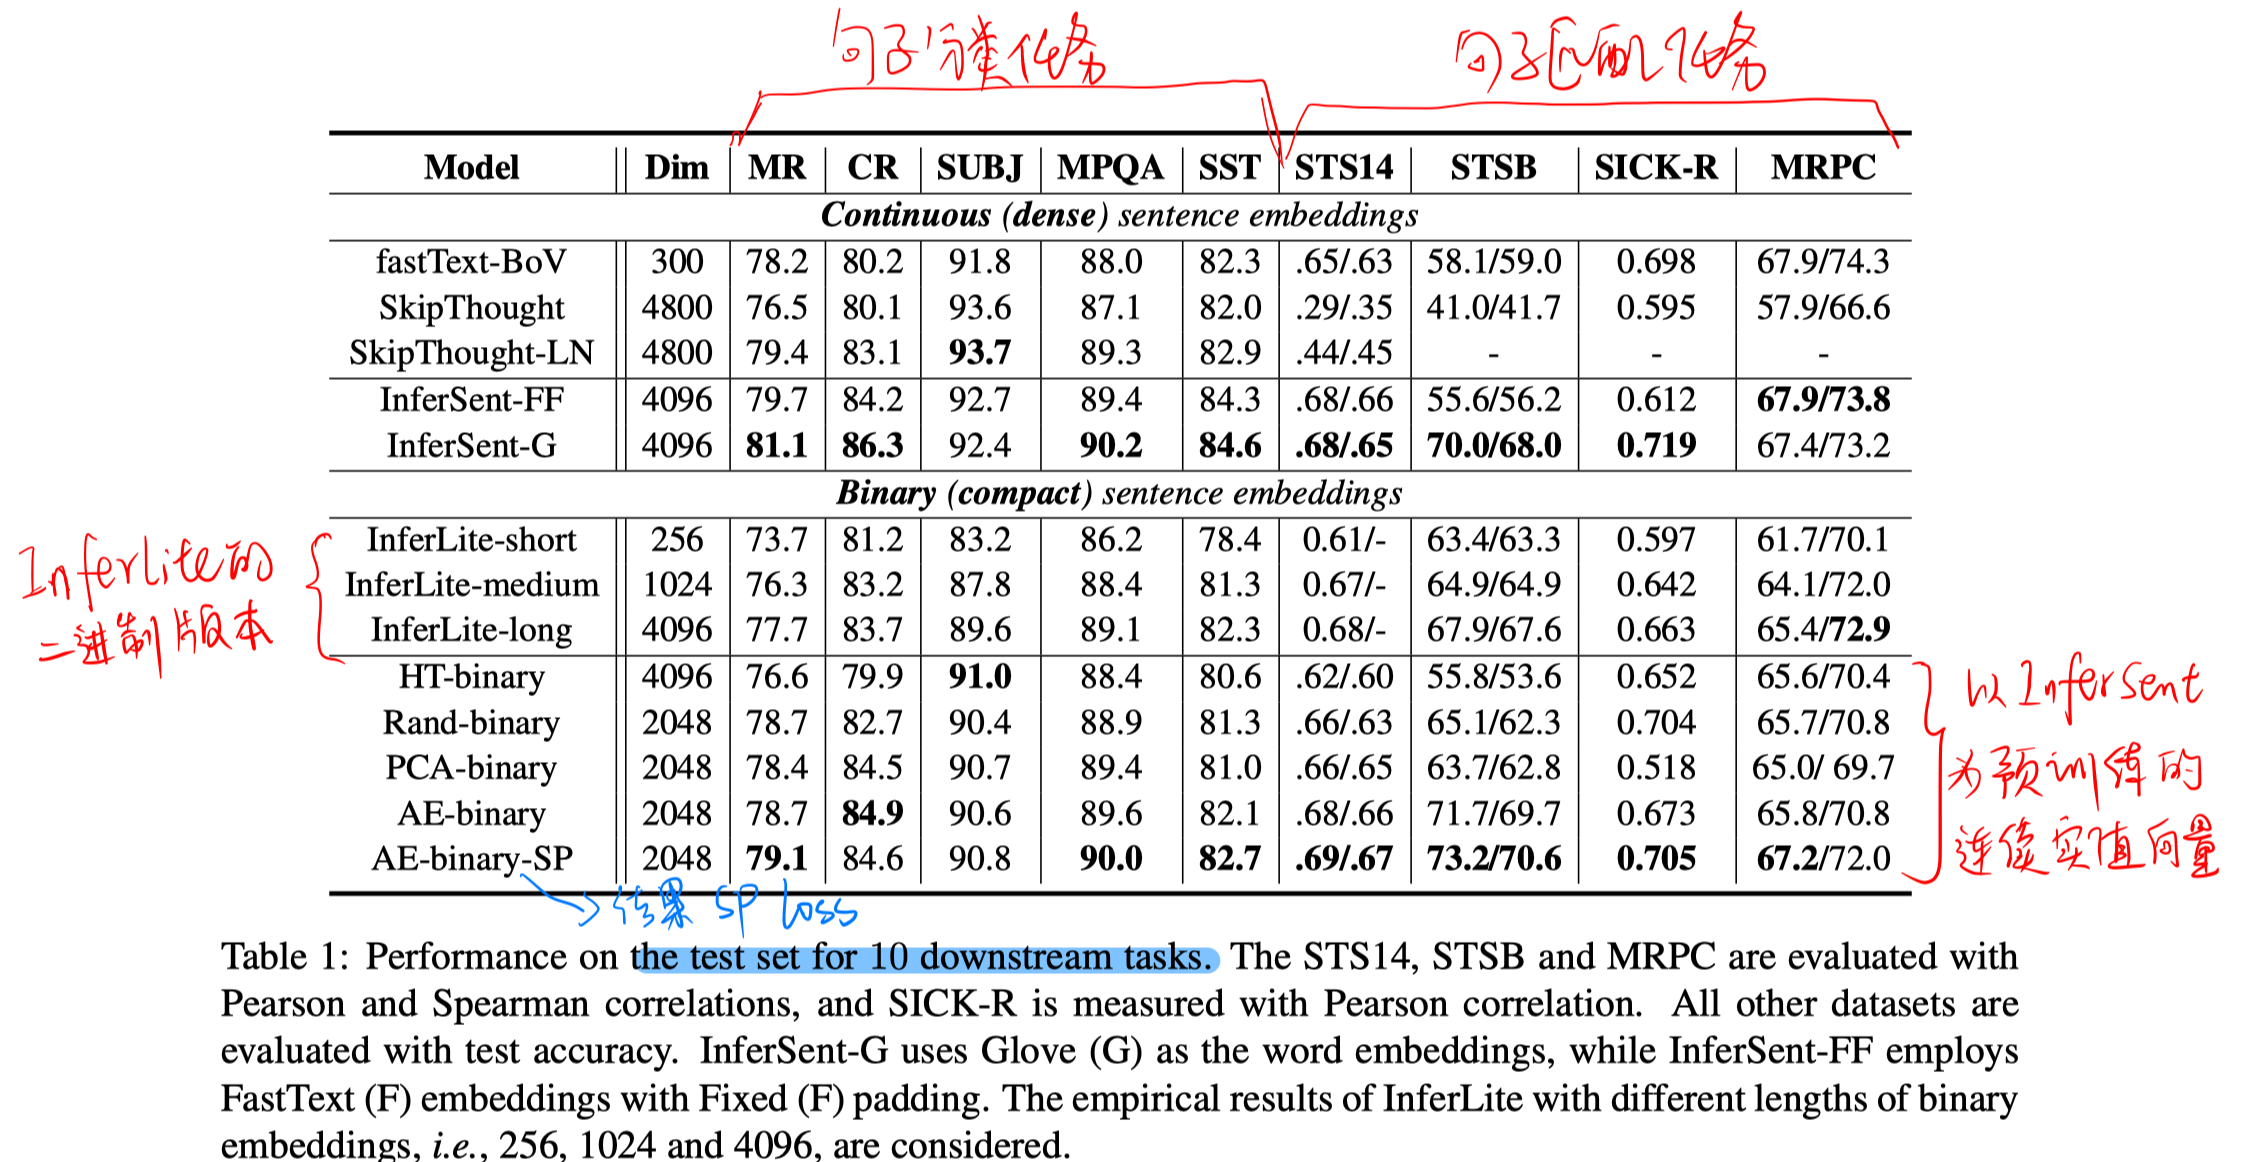 句子分类任务 句子匹配任务
Model Dim MR CR SUBJ MPQA SST STS14 STSB SICK-R MRPC
Continuous (dense) sentence embeddings
fastText-BoV 300 78.2 80.2 91.8 88.0 82.3 .65/.63 58.1/59.0 0.698 67.9/74.3
SkipThought 4800 76.5 80.1 93.6 87.1 82.0 .29/.35 41.0/41.7 0.595 57.9/66.6
SkipThought-LN 4800 79.4 83.1 93.7 89.3 82.9 .44/.45 - - -
InferSent-FF 4096 79.7 84.2 92.7 89.4 84.3 .68/.66 55.6/56.2 0.612 67.9/73.8
InferSent-G 4096 81.1 86.3 92.4 90.2 84.6 .68/.65 70.0/68.0 0.719 67.4/73.2
Binary (compact) sentence embeddings
InferLite-short 256 73.7 81.2 83.2 86.2 78.4 0.61/- 63.4/63.3 0.597 61.7/70.1
InferLite-medium 1024 76.3 83.2 87.8 88.4 81.3 0.67/- 64.9/64.9 0.642 64.1/72.0
InferLite-long 4096 77.7 83.7 89.6 89.1 82.3 0.68/- 67.9/67.6 0.663 65.4/72.9
Inferlite的
二进制版本
HT-binary 4096 76.6 79.9 91.0 88.4 80.6 .62/.60 55.8/53.6 0.652 65.6/70.4
Rand-binary 2048 78.7 82.7 90.4 88.9 81.3 .66/.63 65.1/62.3 0.704 65.7/70.8
PCA-binary 2048 78.4 84.5 90.7 89.4 81.0 .66/.65 63.7/62.8 0.518 65.0/ 69.7
AE-binary 2048 78.7 84.9 90.6 89.6 82.1 .68/.66 71.7/69.7 0.673 65.8/70.8
AE-binary-SP 2048 79.1 84.6 90.8 90.0 82.7 .69/.67 73.2/70.6 0.705 67.2/72.0
以Infersent
为预训练的
连续实值向量
结果 SP loss
Table 1: Performance on the test set for 10 downstream tasks. The STS14, STSB and MRPC are evaluated with
Pearson and Spearman correlations, and SICK-R is measured with Pearson correlation. All other datasets are
evaluated with test accuracy. InferSent-G uses Glove (G) as the word embeddings, while InferSent-FF employs
FastText (F) embeddings with Fixed (F) padding. The empirical results of InferLite with different lengths of binary
embeddings, i.e., 256, 1024 and 4096, are considered.